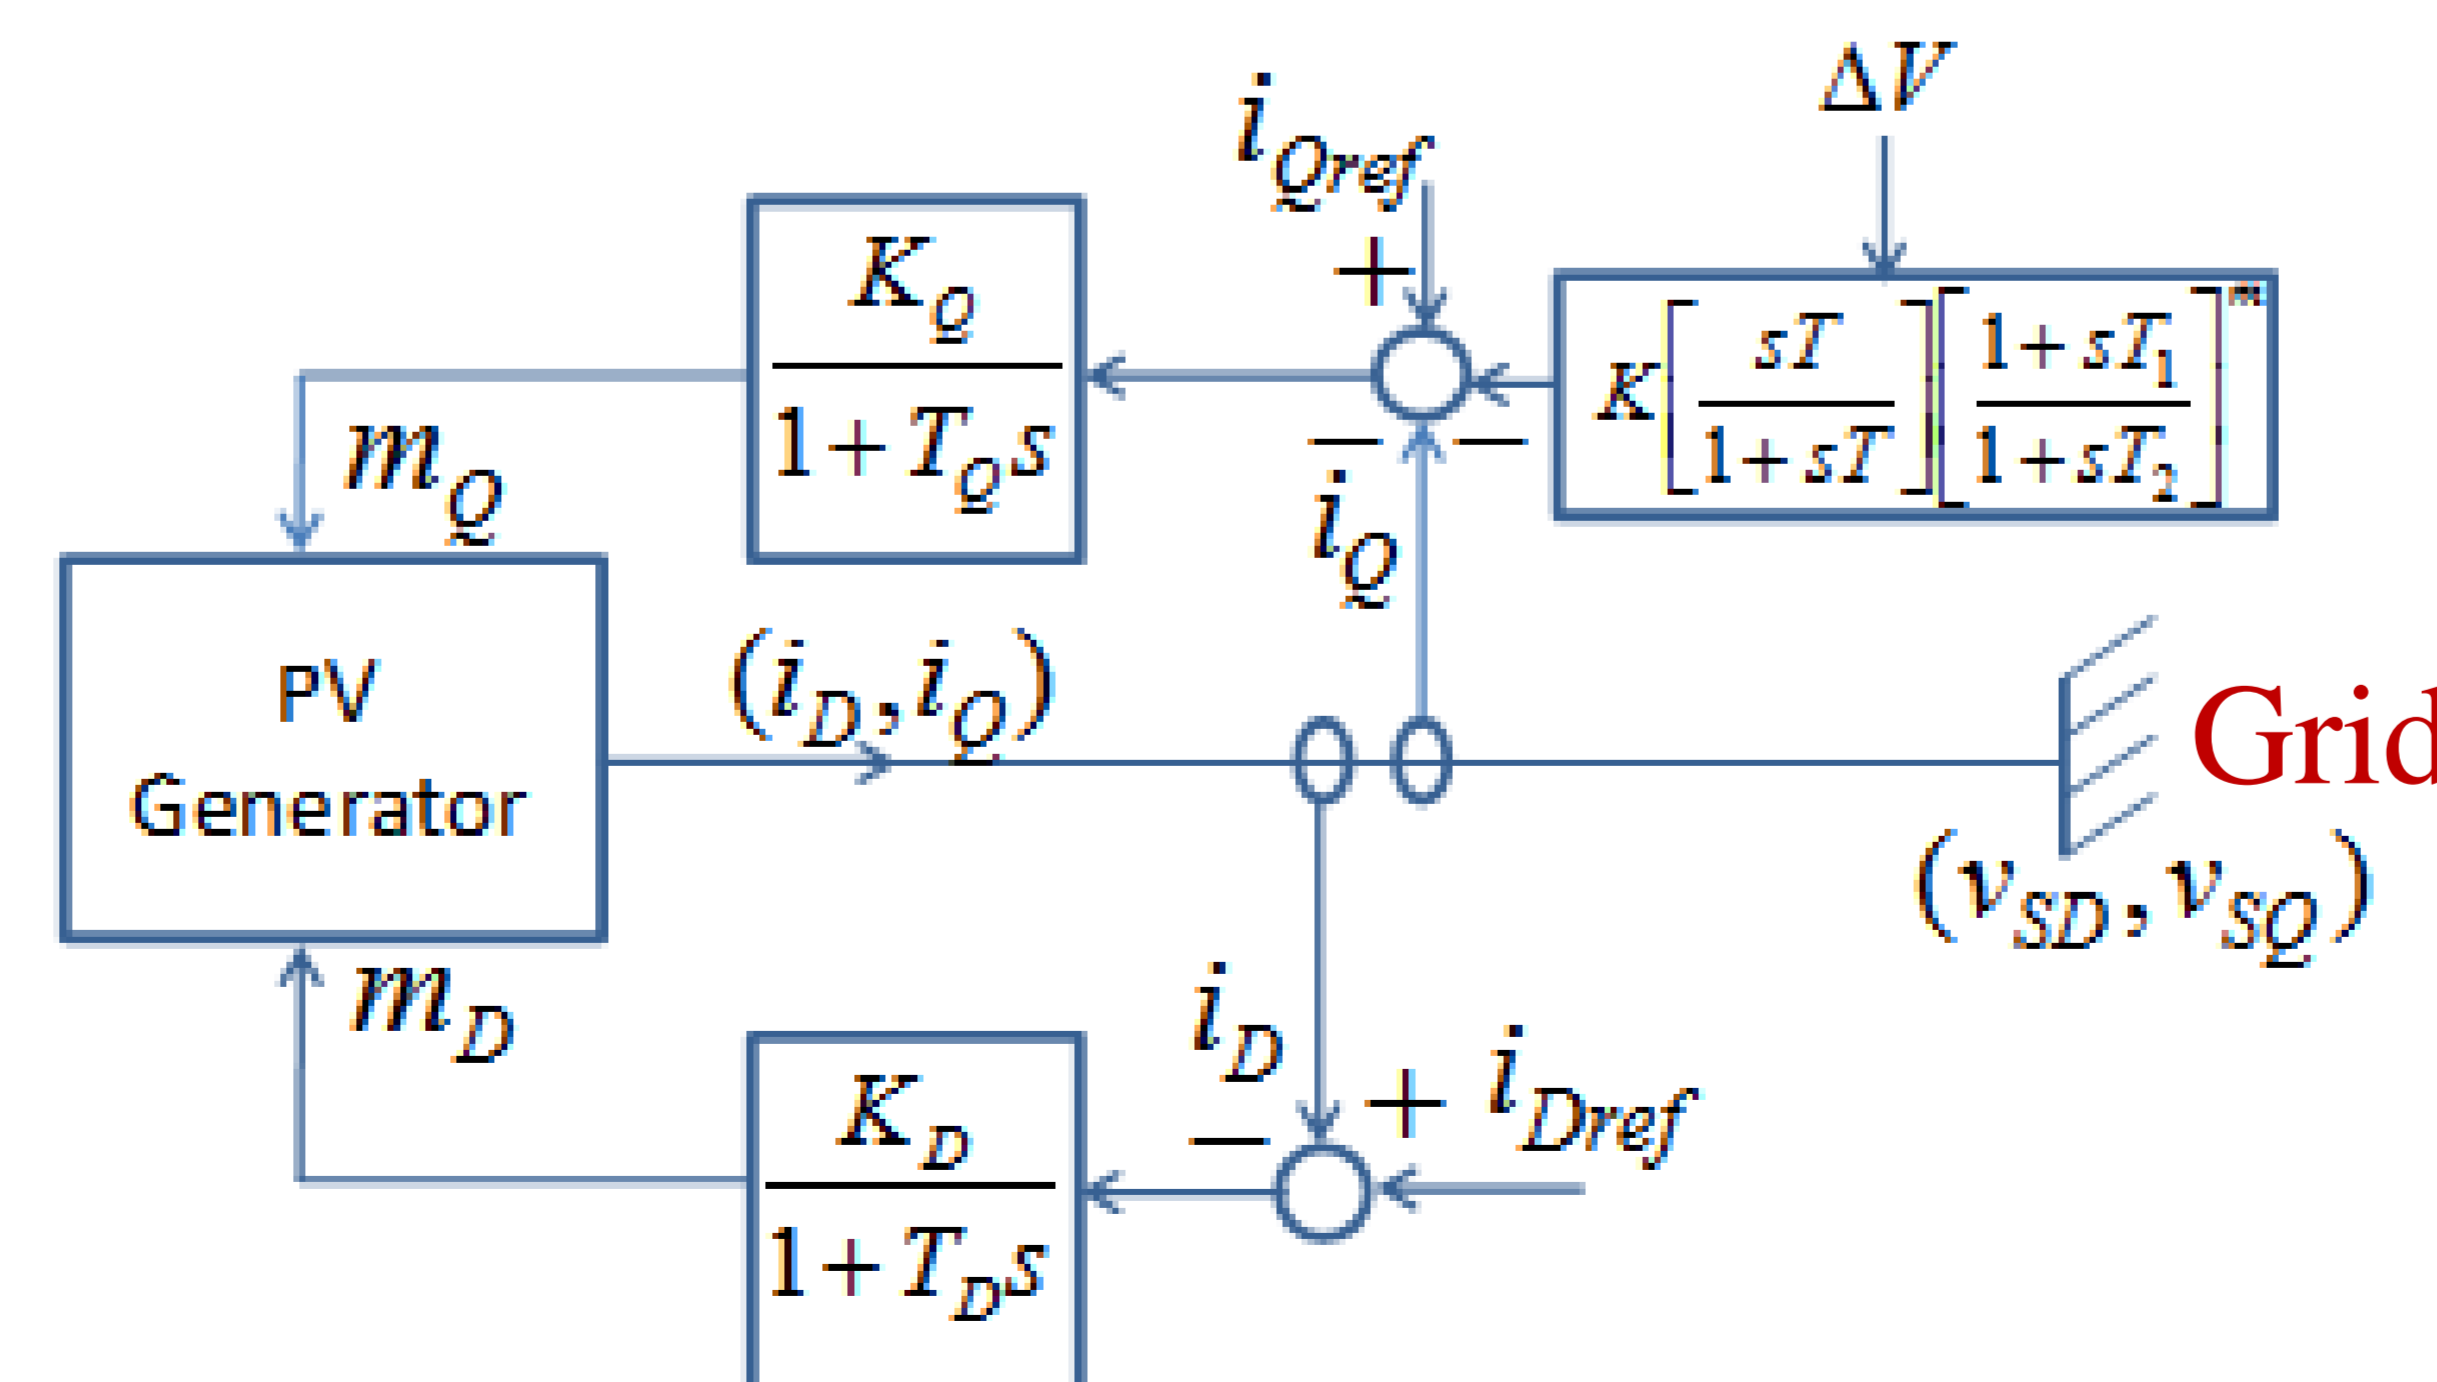 ΔV
i_Qref
+
K_Q / (1 + T_Q s)
K [sT / (1 + sT)] [(1 + sT_1) / (1 + sT_2)]^m
m_Q
− −
i_Q
PV
Generator
(i_D, i_Q)
Grid
(v_SD, v_SQ)
m_D
i_D
−
+ i_Dref
K_D / (1 + T_D s)